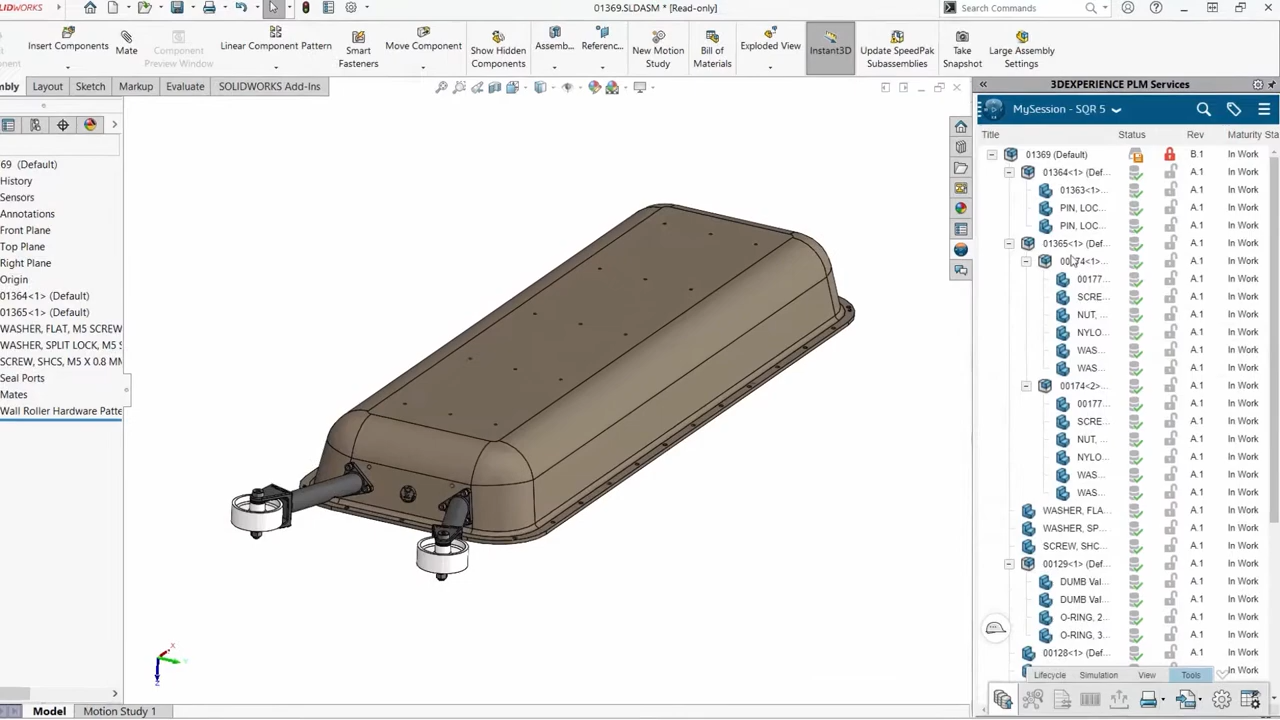 SOLIDWORKS
01369.SLDASM * [Read-only]
Search Commands
Insert Components
Mate
Component Preview Window
Linear Component Pattern
Smart Fasteners
Move Component
Show Hidden Components
Assemb...
Referenc...
New Motion Study
Bill of Materials
Exploded View
Instant3D
Update SpeedPak Subassemblies
Take Snapshot
Large Assembly Settings
mbly
Layout
Sketch
Markup
Evaluate
SOLIDWORKS Add-Ins
69 (Default)
History
Sensors
Annotations
Front Plane
Top Plane
Right Plane
Origin
01364<1> (Default)
01365<1> (Default)
WASHER, FLAT, M5 SCREW
WASHER, SPLIT LOCK, M5 S
SCREW, SHCS, M5 X 0.8 MM
Seal Ports
Mates
Wall Roller Hardware Patte
Model
Motion Study 1
3DEXPERIENCE PLM Services
MySession - SQR 5
Title Status Rev Maturity Sta
01369 (Default) B.1 In Work
01364<1> (Def... A.1 In Work
01363<1>... A.1 In Work
PIN, LOC... A.1 In Work
PIN, LOC... A.1 In Work
01365<1> (Def... A.1 In Work
00174<1>... A.1 In Work
00177... A.1 In Work
SCRE... A.1 In Work
NUT, ... A.1 In Work
NYLO... A.1 In Work
WAS... A.1 In Work
WAS... A.1 In Work
00174<2>... A.1 In Work
00177... A.1 In Work
SCRE... A.1 In Work
NUT, ... A.1 In Work
NYLO... A.1 In Work
WAS... A.1 In Work
WAS... A.1 In Work
WASHER, FLA... A.1 In Work
WASHER, SP... A.1 In Work
SCREW, SHC... A.1 In Work
00129<1> (Def... A.1 In Work
DUMB Val... A.1 In Work
DUMB Val... A.1 In Work
O-RING, 2... A.1 In Work
O-RING, 3... A.1 In Work
00128<1> (Def... A.1 In Work
In Work
Lifecycle
Simulation
View
Tools